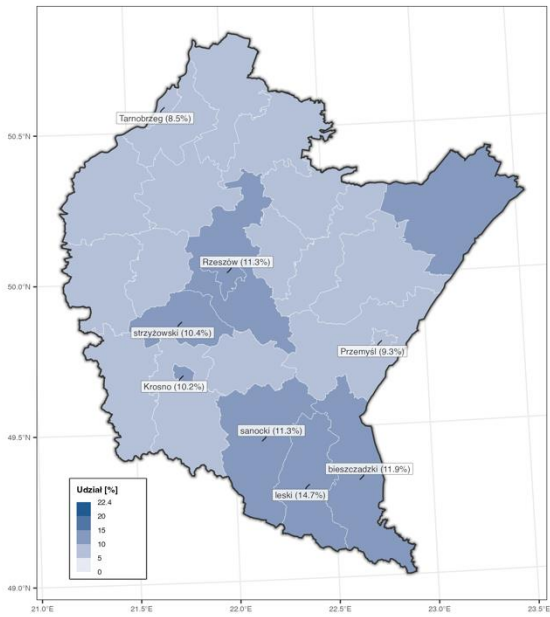 Tarnobrzeg (8.5%)
50.5°N
Rzeszów (11.3%)
50.0°N
strzyżowski (10.4%)
Przemyśl (9.3%)
Krosno (10.2%)
sanocki (11.3%)
49.5°N
bieszczadzki (11.9%)
leski (14.7%)
Udział [%]
22.4
20
15
10
5
0
49.0°N
21.0°E
21.5°E
22.0°E
22.5°E
23.0°E
23.5°E